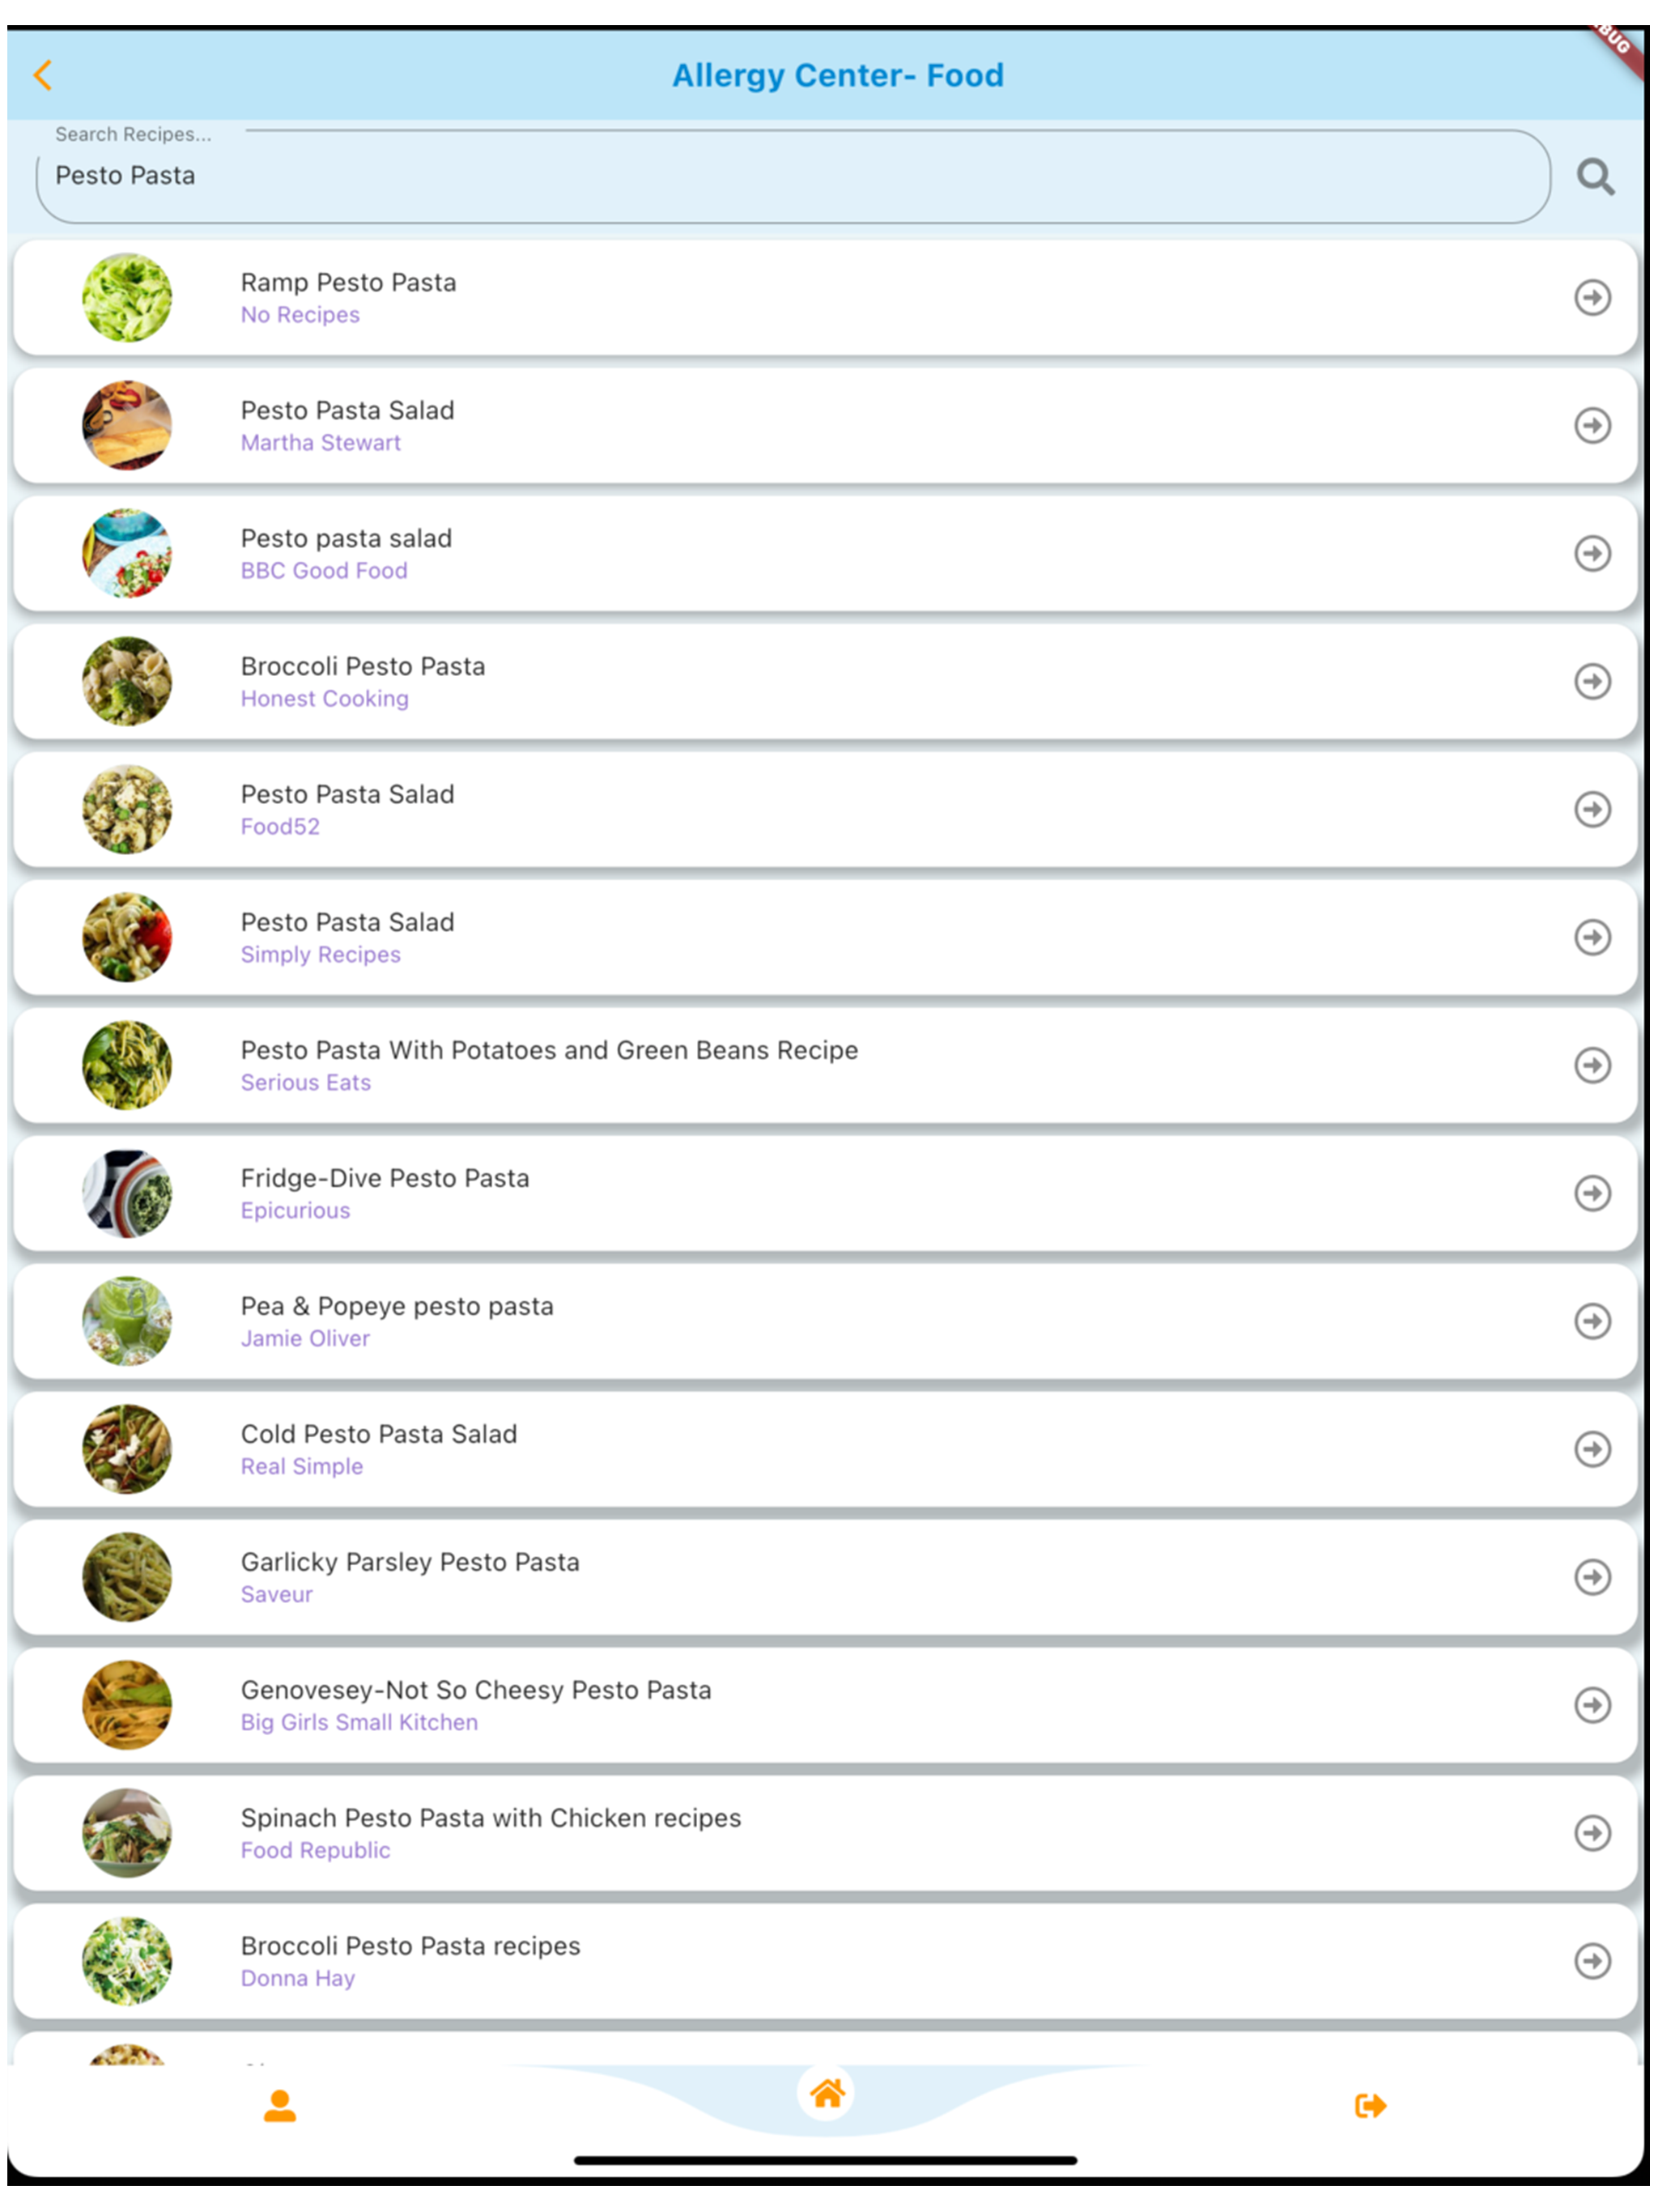 Allergy Center- Food
BUG
Search Recipes...
Pesto Pasta
Ramp Pesto Pasta
No Recipes
Pesto Pasta Salad
Martha Stewart
Pesto pasta salad
BBC Good Food
Broccoli Pesto Pasta
Honest Cooking
Pesto Pasta Salad
Food52
Pesto Pasta Salad
Simply Recipes
Pesto Pasta With Potatoes and Green Beans Recipe
Serious Eats
Fridge-Dive Pesto Pasta
Epicurious
Pea & Popeye pesto pasta
Jamie Oliver
Cold Pesto Pasta Salad
Real Simple
Garlicky Parsley Pesto Pasta
Saveur
Genovesey-Not So Cheesy Pesto Pasta
Big Girls Small Kitchen
Spinach Pesto Pasta with Chicken recipes
Food Republic
Broccoli Pesto Pasta recipes
Donna Hay